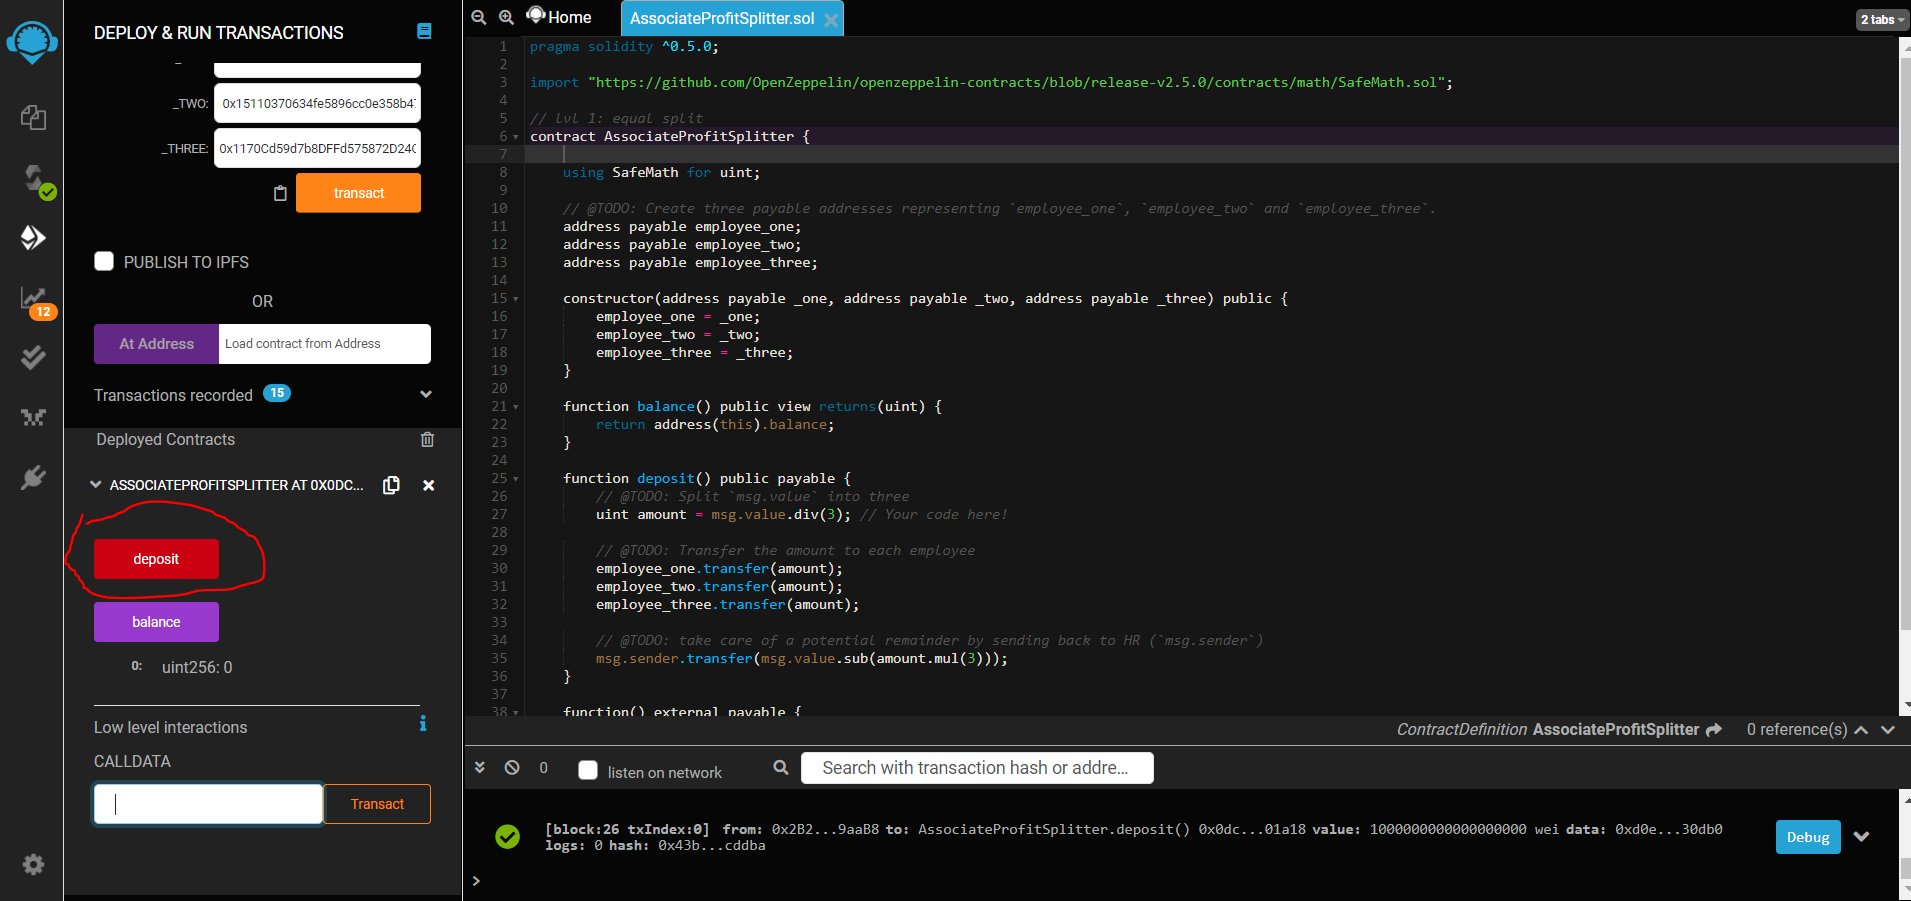 DEPLOY & RUN TRANSACTIONS
_TWO: 0x15110370634fe5896cc0e358b47
_THREE: 0x1170Cd59d7b8DFFd575872D24C
transact
PUBLISH TO IPFS
OR
At Address Load contract from Address
Transactions recorded 15
Deployed Contracts
ASSOCIATEPROFITSPLITTER AT 0X0DC...
deposit
balance
0: uint256: 0
Low level interactions
CALLDATA
Transact
12
Home AssociateProfitSplitter.sol 2 tabs
1 pragma solidity ^0.5.0;
2
3 import "https://github.com/OpenZeppelin/openzeppelin-contracts/blob/release-v2.5.0/contracts/math/SafeMath.sol";
4
5 // lvl 1: equal split
6 contract AssociateProfitSplitter {
7
8 using SafeMath for uint;
9
10 // @TODO: Create three payable addresses representing `employee_one`, `employee_two` and `employee_three`.
11 address payable employee_one;
12 address payable employee_two;
13 address payable employee_three;
14
15 constructor(address payable _one, address payable _two, address payable _three) public {
16 employee_one = _one;
17 employee_two = _two;
18 employee_three = _three;
19 }
20
21 function balance() public view returns(uint) {
22 return address(this).balance;
23 }
24
25 function deposit() public payable {
26 // @TODO: Split `msg.value` into three
27 uint amount = msg.value.div(3); // Your code here!
28
29 // @TODO: Transfer the amount to each employee
30 employee_one.transfer(amount);
31 employee_two.transfer(amount);
32 employee_three.transfer(amount);
33
34 // @TODO: take care of a potential remainder by sending back to HR (`msg.sender`)
35 msg.sender.transfer(msg.value.sub(amount.mul(3)));
36 }
37
38 function() external payable {
ContractDefinition AssociateProfitSplitter 0 reference(s)
0 listen on network Search with transaction hash or addre...
[block:26 txIndex:0] from: 0x2B2...9aaB8 to: AssociateProfitSplitter.deposit() 0x0dc...01a18 value: 1000000000000000000 wei data: 0xd0e...30db0
logs: 0 hash: 0x43b...cddba
Debug
>